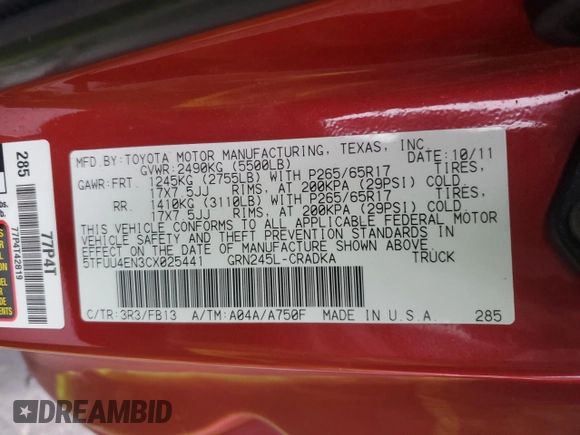 MFD.BY:TOYOTA MOTOR MANUFACTURING, TEXAS, INC.
GVWR:2490KG (5500LB) DATE:10/11
GAWR:FRT. 1245KG (2755LB) WITH P265/65R17 TIRES,
17X7.5JJ RIMS, AT 200KPA (29PSI) COLD
RR. 1410KG (3110LB) WITH P265/65R17 TIRES,
17X7.5JJ RIMS, AT 200KPA (29PSI) COLD
THIS VEHICLE CONFORMS TO ALL APPLICABLE FEDERAL MOTOR
VEHICLE SAFETY AND THEFT PREVENTION STANDARDS IN
EFFECT ON THE DATE OF MANUFACTURE SHOWN ABOVE.
5TFUU4EN3CX025441 GRN245L-CRADKA TRUCK
C/TR:3R3/FB13 A/TM:A04A/A750F MADE IN U.S.A. 285
285
77P4T
77P4T42819
lbs.
DREAMBID